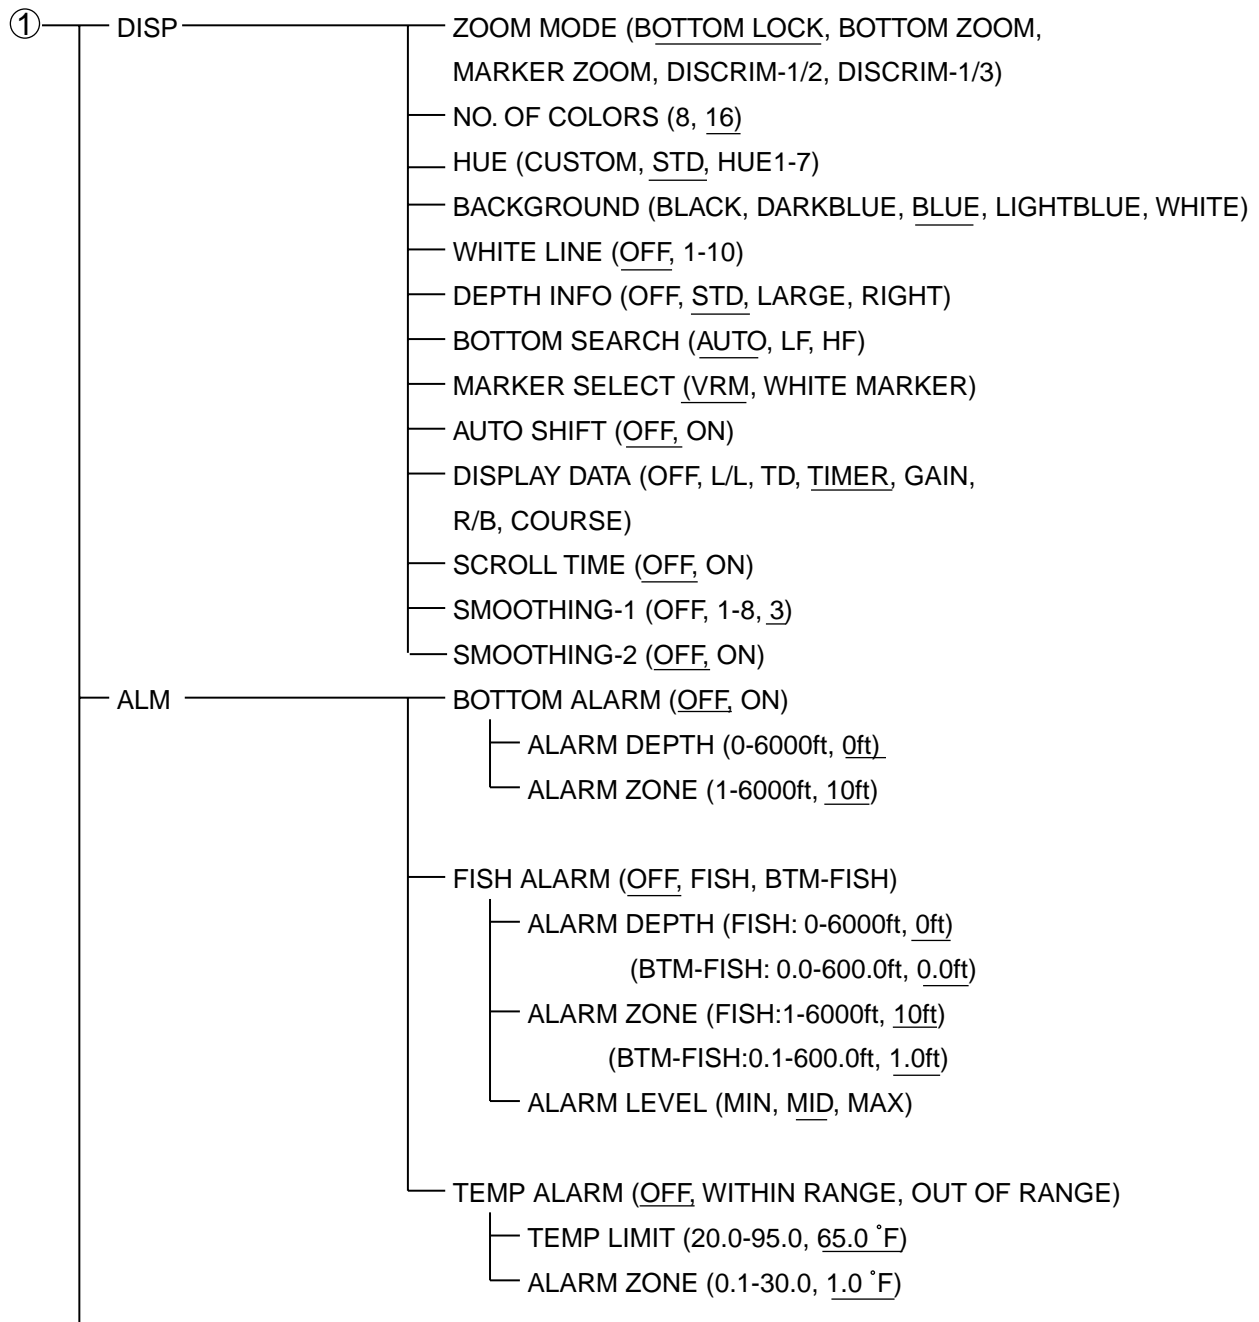 ① DISP ZOOM MODE (BOTTOM LOCK, BOTTOM ZOOM,
MARKER ZOOM, DISCRIM-1/2, DISCRIM-1/3)
NO. OF COLORS (8, 16)
HUE (CUSTOM, STD, HUE1-7)
BACKGROUND (BLACK, DARKBLUE, BLUE, LIGHTBLUE, WHITE)
WHITE LINE (OFF, 1-10)
DEPTH INFO (OFF, STD, LARGE, RIGHT)
BOTTOM SEARCH (AUTO, LF, HF)
MARKER SELECT (VRM, WHITE MARKER)
AUTO SHIFT (OFF, ON)
DISPLAY DATA (OFF, L/L, TD, TIMER, GAIN,
R/B, COURSE)
SCROLL TIME (OFF, ON)
SMOOTHING-1 (OFF, 1-8, 3)
SMOOTHING-2 (OFF, ON)
ALM BOTTOM ALARM (OFF, ON)
ALARM DEPTH (0-6000ft, 0ft)
ALARM ZONE (1-6000ft, 10ft)
FISH ALARM (OFF, FISH, BTM-FISH)
ALARM DEPTH (FISH: 0-6000ft, 0ft)
(BTM-FISH: 0.0-600.0ft, 0.0ft)
ALARM ZONE (FISH:1-6000ft, 10ft)
(BTM-FISH:0.1-600.0ft, 1.0ft)
ALARM LEVEL (MIN, MID, MAX)
TEMP ALARM (OFF, WITHIN RANGE, OUT OF RANGE)
TEMP LIMIT (20.0-95.0, 65.0 ˚F)
ALARM ZONE (0.1-30.0, 1.0 ˚F)